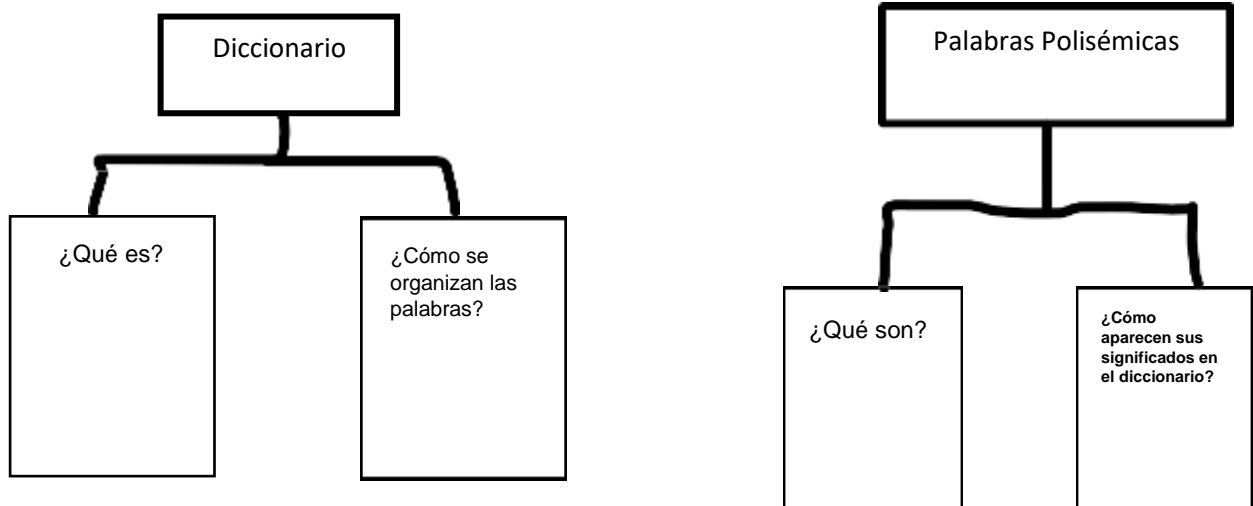 Diccionario
¿Qué es?
¿Cómo se
organizan las
palabras?
Palabras Polisémicas
¿Qué son?
¿Cómo
aparecen sus
significados en
el diccionario?